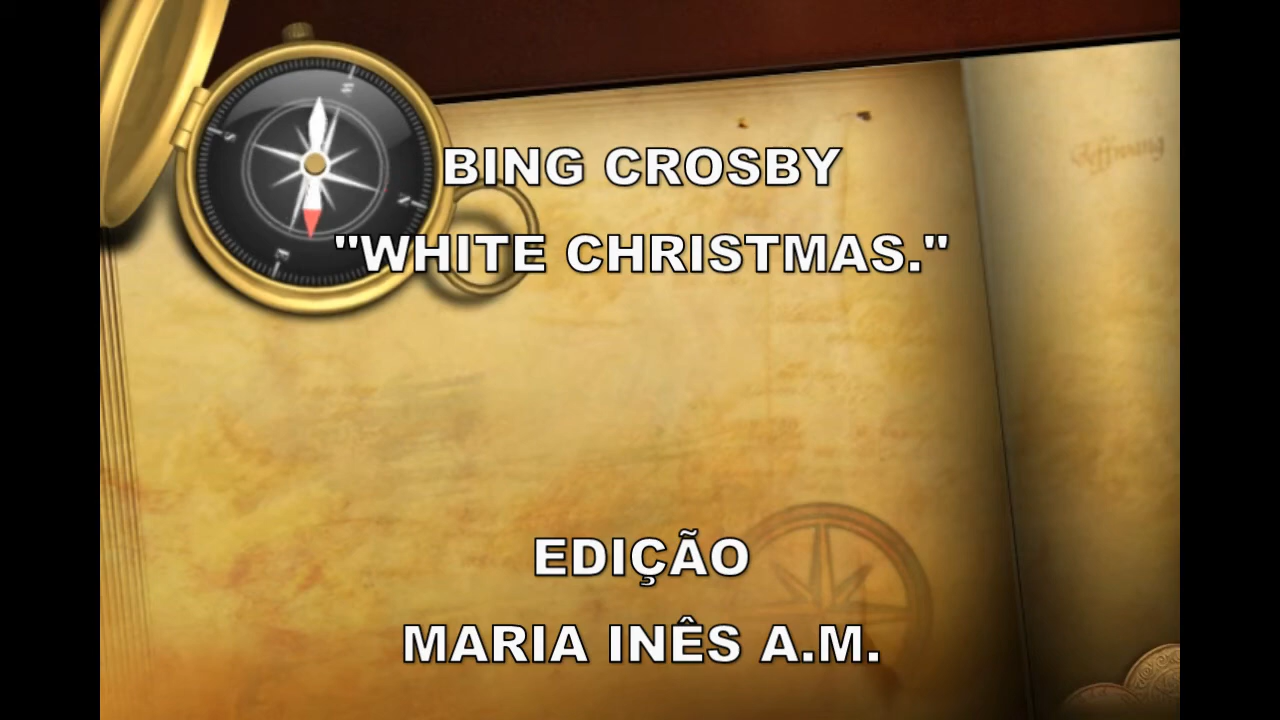 BING CROSBY
"WHITE CHRISTMAS."
EDIÇÃO
MARIA INÊS A.M.